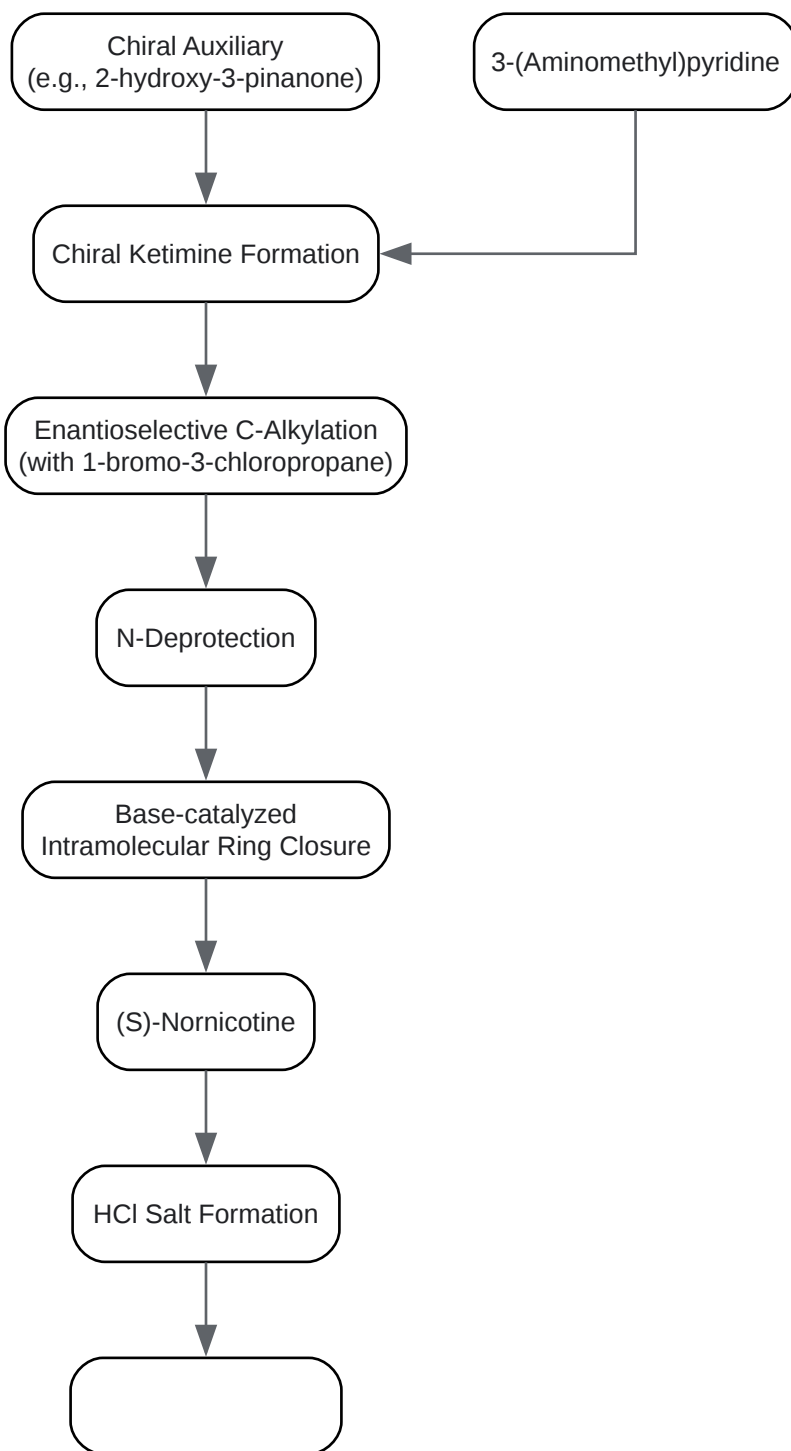 Chiral Auxiliary
(e.g., 2-hydroxy-3-pinanone)
3-(Aminomethyl)pyridine
Chiral Ketimine Formation
Enantioselective C-Alkylation
(with 1-bromo-3-chloropropane)
N-Deprotection
Base-catalyzed
Intramolecular Ring Closure
(S)-Nornicotine
HCl Salt Formation